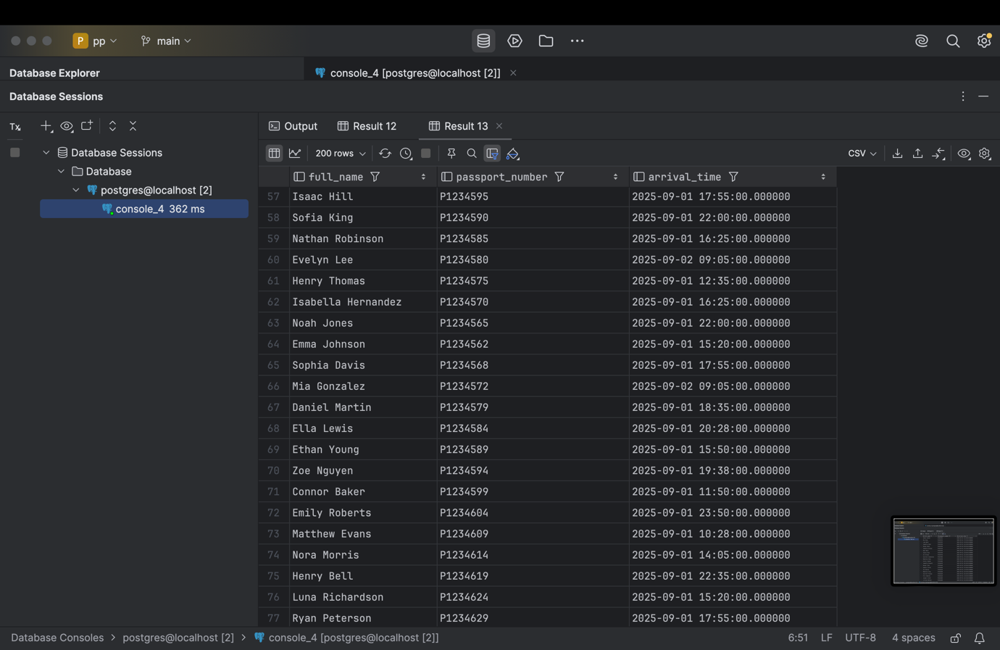 P pp main
Database Explorer
console_4 [postgres@localhost [2]]
Database Sessions
Tx
Output Result 12 Result 13
Database Sessions
Database
postgres@localhost [2]
console_4 362 ms
200 rows CSV
full_name passport_number arrival_time
57 Isaac Hill P1234595 2025-09-01 17:55:00.000000
58 Sofia King P1234590 2025-09-01 22:00:00.000000
59 Nathan Robinson P1234585 2025-09-01 16:25:00.000000
60 Evelyn Lee P1234580 2025-09-02 09:05:00.000000
61 Henry Thomas P1234575 2025-09-01 12:35:00.000000
62 Isabella Hernandez P1234570 2025-09-01 16:25:00.000000
63 Noah Jones P1234565 2025-09-01 22:00:00.000000
64 Emma Johnson P1234562 2025-09-01 15:20:00.000000
65 Sophia Davis P1234568 2025-09-01 17:55:00.000000
66 Mia Gonzalez P1234572 2025-09-02 09:05:00.000000
67 Daniel Martin P1234579 2025-09-01 18:35:00.000000
68 Ella Lewis P1234584 2025-09-01 20:28:00.000000
69 Ethan Young P1234589 2025-09-01 15:50:00.000000
70 Zoe Nguyen P1234594 2025-09-01 19:38:00.000000
71 Connor Baker P1234599 2025-09-01 11:50:00.000000
72 Emily Roberts P1234604 2025-09-01 23:50:00.000000
73 Matthew Evans P1234609 2025-09-01 10:28:00.000000
74 Nora Morris P1234614 2025-09-01 14:05:00.000000
75 Henry Bell P1234619 2025-09-01 22:35:00.000000
76 Luna Richardson P1234624 2025-09-01 15:20:00.000000
77 Ryan Peterson P1234629 2025-09-01 17:55:00.000000
Database Consoles > postgres@localhost [2] > console_4 [postgres@localhost [2]]
6:51 LF UTF-8 4 spaces